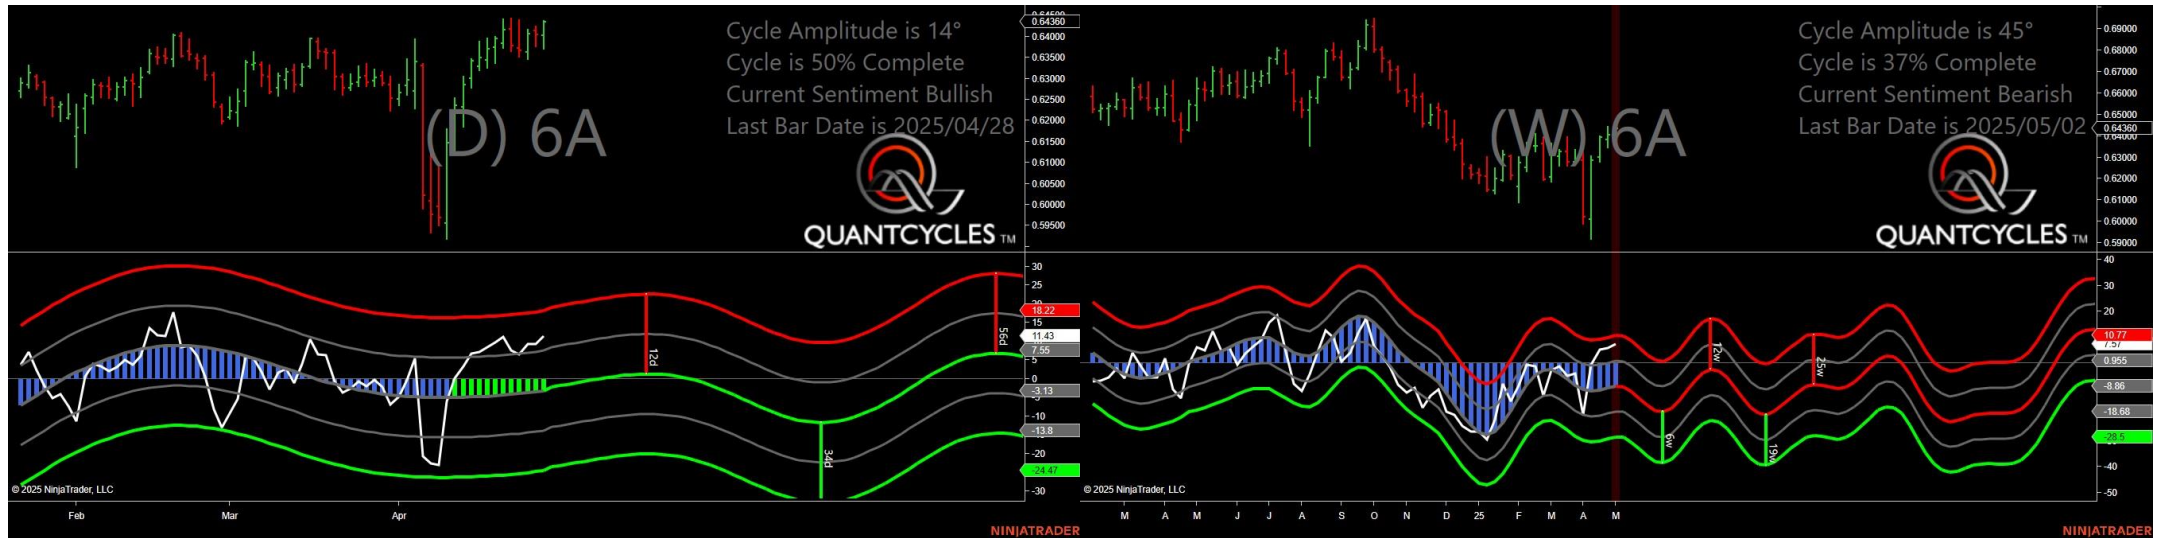 Cycle Amplitude is 14°
Cycle is 50% Complete
Current Sentiment Bullish
Last Bar Date is 2025/04/28
(D) 6A
QUANTCYCLES TM
0.64360
0.64000
0.63500
0.63000
0.62500
0.62000
0.61500
0.61000
0.60500
0.60000
0.59500
30
25
18.22
15
11.43
7.55
5
0
-3.13
-10
-13.8
-20
-24.47
-30
12d
34d
56d
© 2025 NinjaTrader, LLC
Feb Mar Apr
NINJATRADER
Cycle Amplitude is 45°
Cycle is 37% Complete
Current Sentiment Bearish
Last Bar Date is 2025/05/02
(W) 6A
QUANTCYCLES TM
0.69000
0.68000
0.67000
0.66000
0.65000
0.64360
0.64000
0.63000
0.62000
0.61000
0.60000
0.59000
40
30
20
10.77
7.57
0.955
-8.86
-18.68
-28.5
-40
-50
6w
12w
19w
25w
© 2025 NinjaTrader, LLC
M A M J J A S O N D 25 F M A M
NINJATRADER